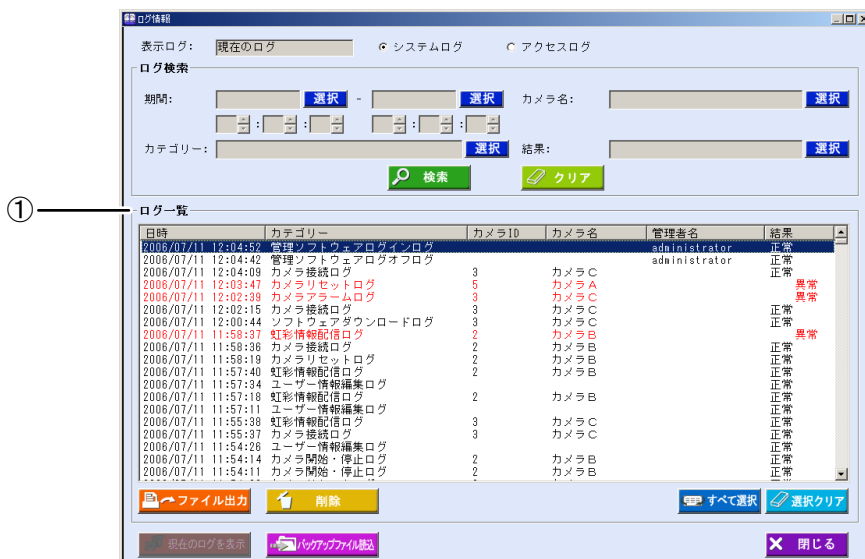 ログ情報
表示ログ: 現在のログ システムログ アクセスログ
ログ検索
期間: 選択 - 選択 カメラ名: 選択
: : : :
カテゴリー: 選択 結果: 選択
検索 クリア
①
ログ一覧
日時 カテゴリー カメラID カメラ名 管理者名 結果
2006/07/11 12:04:52 管理ソフトウェアログインログ administrator 正常
2006/07/11 12:04:42 管理ソフトウェアログオフログ administrator 正常
2006/07/11 12:04:09 カメラ接続ログ 3 カメラC 正常
2006/07/11 12:03:47 カメラリセットログ 5 カメラA 異常
2006/07/11 12:02:39 カメラアラームログ 3 カメラC 異常
2006/07/11 12:02:15 カメラ接続ログ 3 カメラC 正常
2006/07/11 12:00:44 ソフトウェアダウンロードログ 3 カメラC 正常
2006/07/11 11:58:37 虹彩情報配信ログ 2 カメラB 異常
2006/07/11 11:58:36 カメラ接続ログ 2 カメラB 正常
2006/07/11 11:58:19 カメラリセットログ 2 カメラB 正常
2006/07/11 11:57:40 虹彩情報配信ログ 2 カメラB 正常
2006/07/11 11:57:34 ユーザー情報編集ログ 正常
2006/07/11 11:57:18 虹彩情報配信ログ 2 カメラB 正常
2006/07/11 11:57:11 ユーザー情報編集ログ 正常
2006/07/11 11:55:38 虹彩情報配信ログ 3 カメラC 正常
2006/07/11 11:55:37 カメラ接続ログ 3 カメラC 正常
2006/07/11 11:54:26 ユーザー情報編集ログ 正常
2006/07/11 11:54:14 カメラ開始・停止ログ 2 カメラB 正常
2006/07/11 11:54:11 カメラ開始・停止ログ 2 カメラB 正常
ファイル出力 削除 すべて選択 選択クリア
現在のログを表示 バックアップファイル読込 閉じる